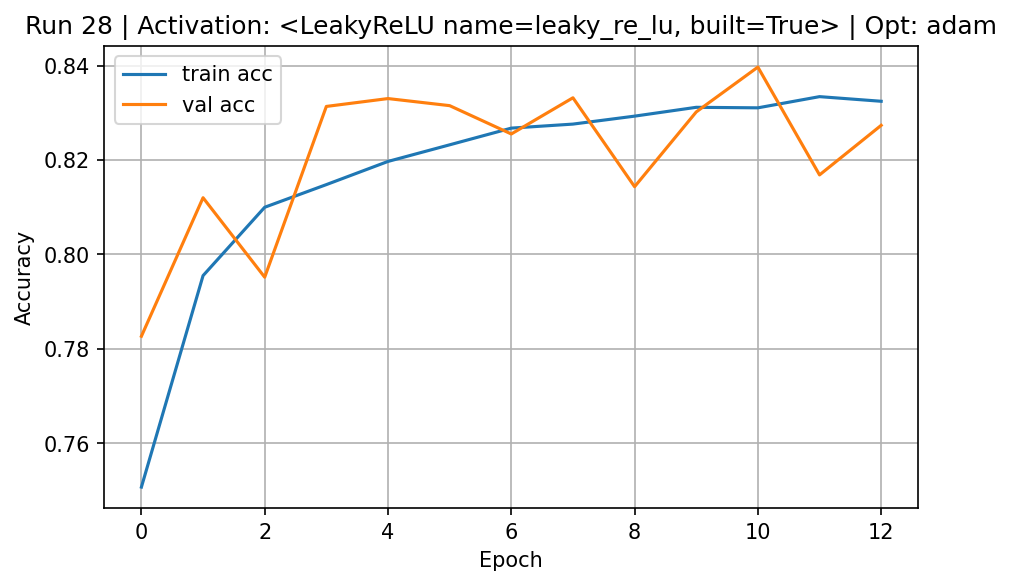 Run 28 | Activation: <LeakyReLU name=leaky_re_lu, built=True> | Opt: adam
train acc
val acc
0.84
0.82
0.80
0.78
0.76
Accuracy
0 2 4 6 8 10 12
Epoch